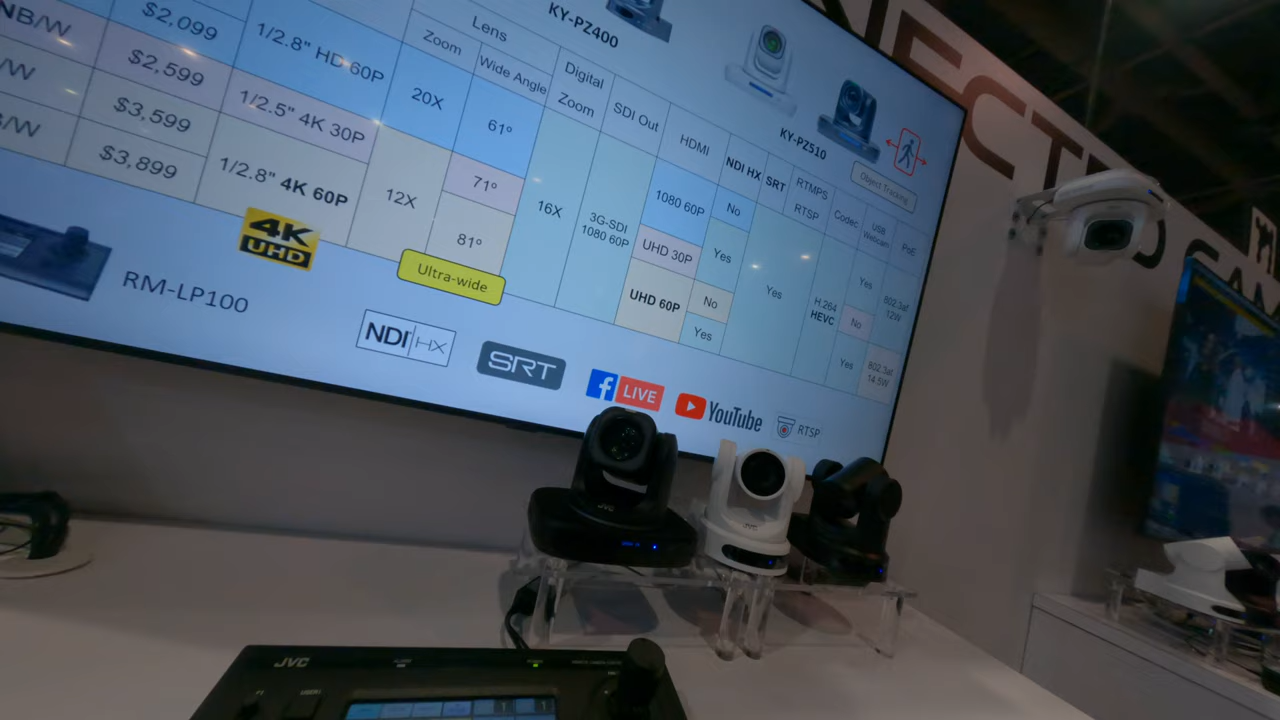 KY-PZ400
KY-PZ510
Object Tracking
Lens
Zoom
Wide Angle
Digital
Zoom
SDI Out
HDMI
NDI HX
SRT
RTMPS
RTSP
Codec
USB
Webcam
PoE
NB/W
$2,099
1/2.8" HD 60P
20X
61º
16X
3G-SDI
1080 60P
1080 60P
No
Yes
H.264
HEVC
Yes
802.3af
12W
/W
$2,599
1/2.5" 4K 30P
12X
71º
UHD 30P
Yes
No
/W
$3,599
1/2.8" 4K 60P
81º
UHD 60P
No
Yes
802.3at
14.5W
$3,899
Yes
4K
UHD
Ultra-wide
RM-LP100
NDI|HX
SRT
f LIVE
YouTube
RTSP
JVC
JVC
JVC